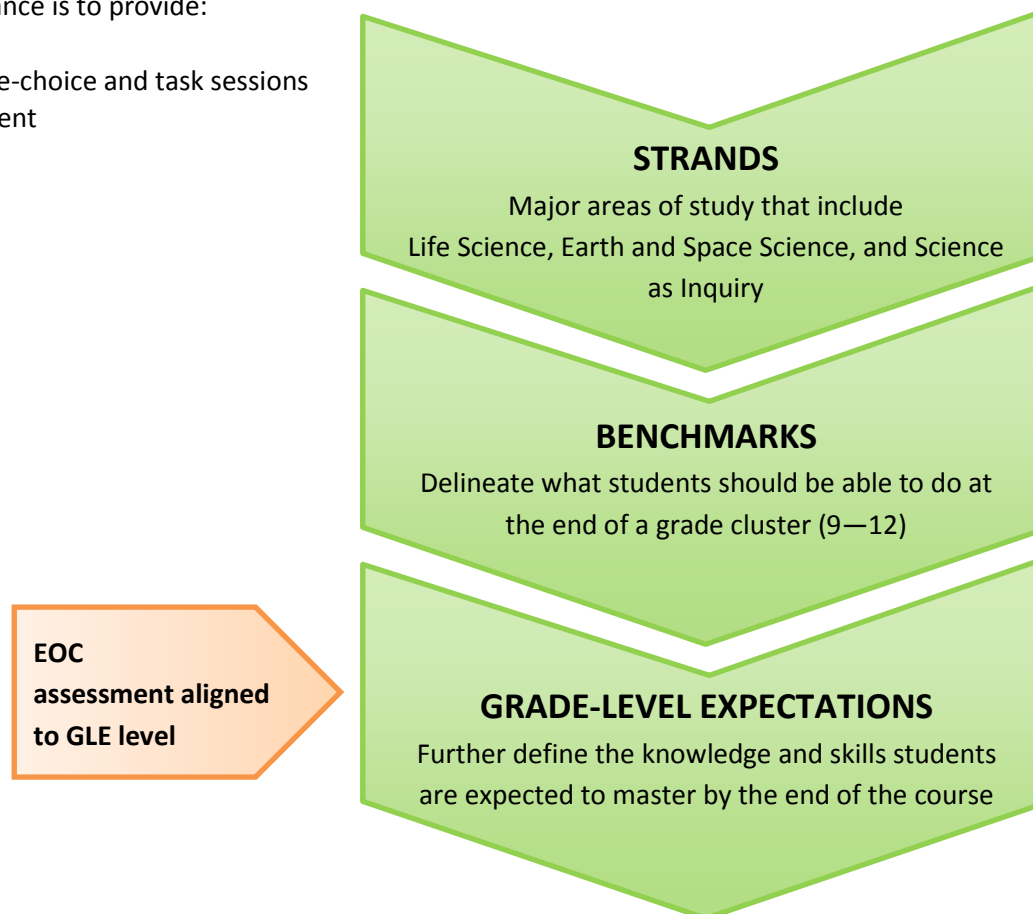 is to provide:
and task sessions
STRANDS
Major areas of study that include
Life Science, Earth and Space Science, and Science
as Inquiry
BENCHMARKS
Delineate what students should be able to do at
the end of a grade cluster (9—12)
EOC
assessment aligned
to GLE level
GRADE-LEVEL EXPECTATIONS
Further define the knowledge and skills students
are expected to master by the end of the course